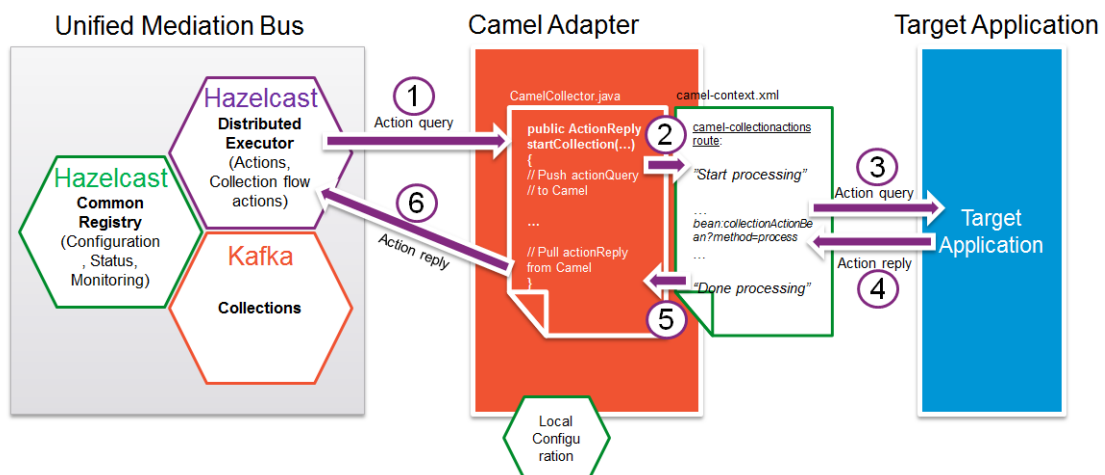 Unified Mediation Bus
Camel Adapter
Target Application
Hazelcast
Distributed
Executor
(Actions,
Collection flow
actions)
Hazelcast
Common
Registry
(Configuration
, Status,
Monitoring)
Kafka
Collections
1
Action query
6
Action reply
CamelCollector.java
public ActionReply
startCollection(…)
{
// Push actionQuery
// to Camel
…
// Pull actionReply
from Camel
}
2
5
camel-context.xml
camel-collectionactions
route:
"Start processing"
…
bean:collectionActionBe
an?method=process
…
"Done processing"
3
Action query
Action reply
4
Target
Application
Local
Configu
ration